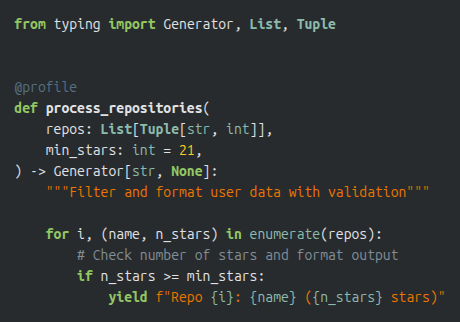 from typing import Generator, List, Tuple
@profile
def process_repositories(
    repos: List[Tuple[str, int]],
    min_stars: int = 21,
) -> Generator[str, None]:
    """Filter and format user data with validation"""
    for i, (name, n_stars) in enumerate(repos):
        # Check number of stars and format output
        if n_stars >= min_stars:
            yield f"Repo {i}: {name} ({n_stars} stars)"